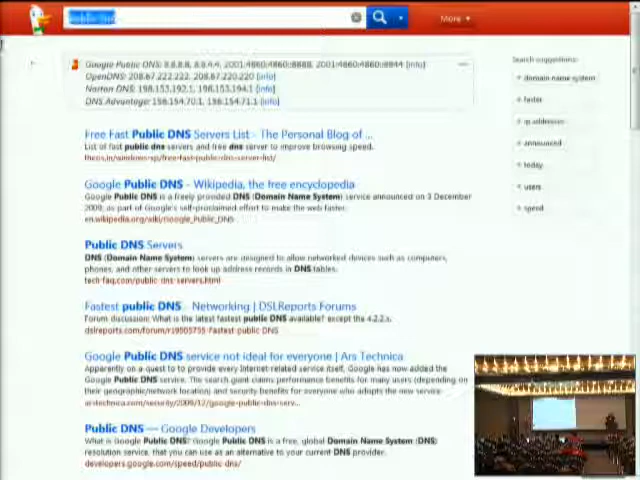 public dns
More
Google Public DNS: 8.8.8.8, 8.8.4.4, 2001:4860:4860::8888, 2001:4860:4860::8844 (info)
OpenDNS: 208.67.222.222, 208.67.220.220 (info)
Norton DNS: 198.153.192.1, 198.153.194.1 (info)
DNS Advantage: 156.154.70.1, 156.154.71.1 (info)
Free Fast Public DNS Servers List - The Personal Blog of ...
List of fast public dns servers and free dns server to improve browsing speed.
theos.in/windows-xp/free-fast-public-dns-server-list/
Google Public DNS - Wikipedia, the free encyclopedia
Google Public DNS is a freely provided DNS (Domain Name System) service announced on 3 December
2009, as part of Google's self-proclaimed effort to make the web faster.
en.wikipedia.org/wiki/Google_Public_DNS
Public DNS Servers
DNS (Domain Name System) servers are designed to allow networked devices such as computers,
phones, and other servers to look up address records in DNS tables.
tech-faq.com/public-dns-servers.html
Fastest public DNS - Networking | DSLReports Forums
Forum discussion: What is the latest fastest public DNS available? except the 4.2.2.x.
dslreports.com/forum/r19505755-Fastest-public-DNS
Google Public DNS service not ideal for everyone | Ars Technica
Apparently on a quest to to provide every Internet-related service itself, Google has now added the
Google Public DNS service. The search giant claims performance benefits for many users (depending on
their geographic/network location) and security benefits for everyone who adopts the new service.
arstechnica.com/security/2009/12/google-public-dns-serv...
Public DNS — Google Developers
What is Google Public DNS? Google Public DNS is a free, global Domain Name System (DNS)
resolution service, that you can use as an alternative to your current DNS provider.
developers.google.com/speed/public-dns/
Search suggestions:
domain name system
faster
ip addresses
announced
today
users
speed